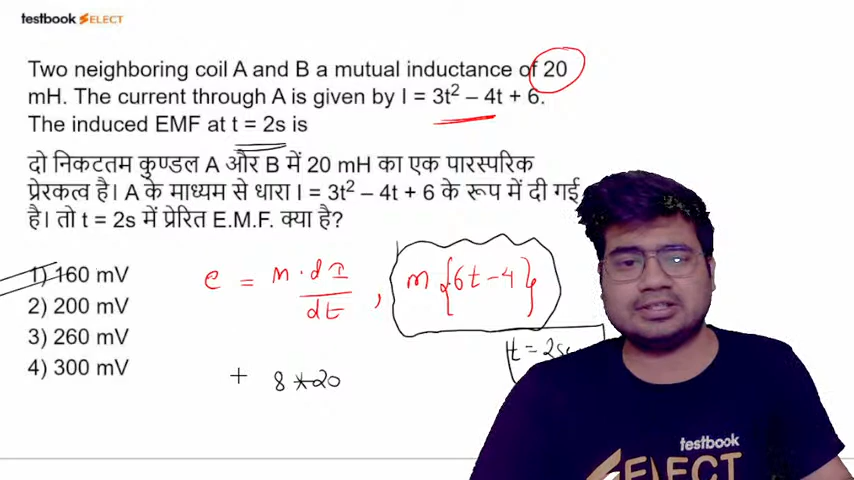 testbook SELECT
Two neighboring coil A and B a mutual inductance of 20
mH. The current through A is given by I = 3t² – 4t + 6.
The induced EMF at t = 2s is
दो निकटतम कुण्डल A और B में 20 mH का एक पारस्परिक
प्रेरकत्व है। A के माध्यम से धारा I = 3t² – 4t + 6 के रूप में दी गई
है। तो t = 2s में प्रेरित E.M.F. क्या है?
1) 160 mV
e = m · dI/dt , m{6t – 4}
2) 200 mV
3) 260 mV
t = 2s
4) 300 mV
+ 8 * 20
testbook
SELECT